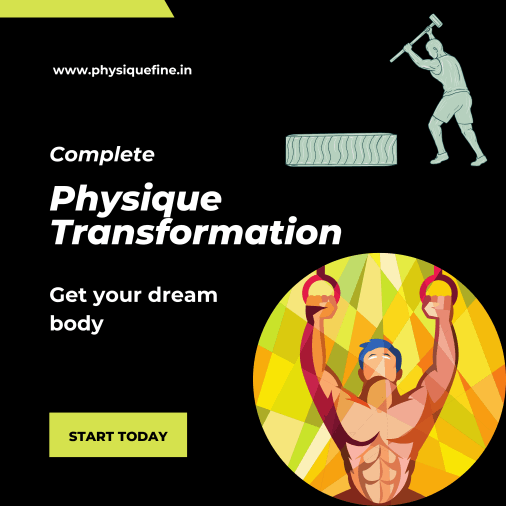 www.physiquefine.in
Complete
Physique
Transformation
Get your dream
body
START TODAY